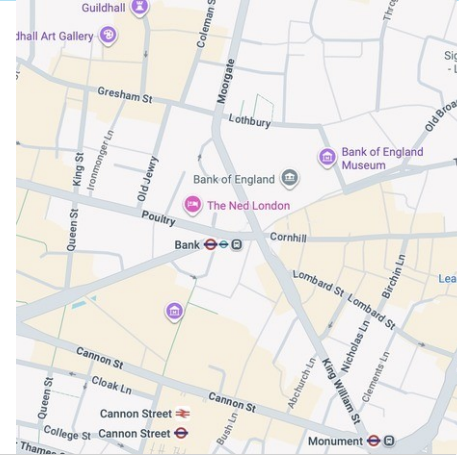 Guildhall
dhall Art Gallery
Coleman S
Moorgate
Gresham St
Lothbury
Old Broa
King St
Ironmonger Ln
Old Jewry
Bank of England
Museum
Bank of England
The Ned London
Poultry
Queen St
Bank
Cornhill
Birchin Ln
Lea
Lombard St
Lombard St
Nicholas Ln
Cannon St
King William St
Abchurch Ln
Clements Ln
Cloak Ln
Queen St
Cannon St
Cannon Street
Bush Ln
College St
Cannon Street
Monument
Thames St